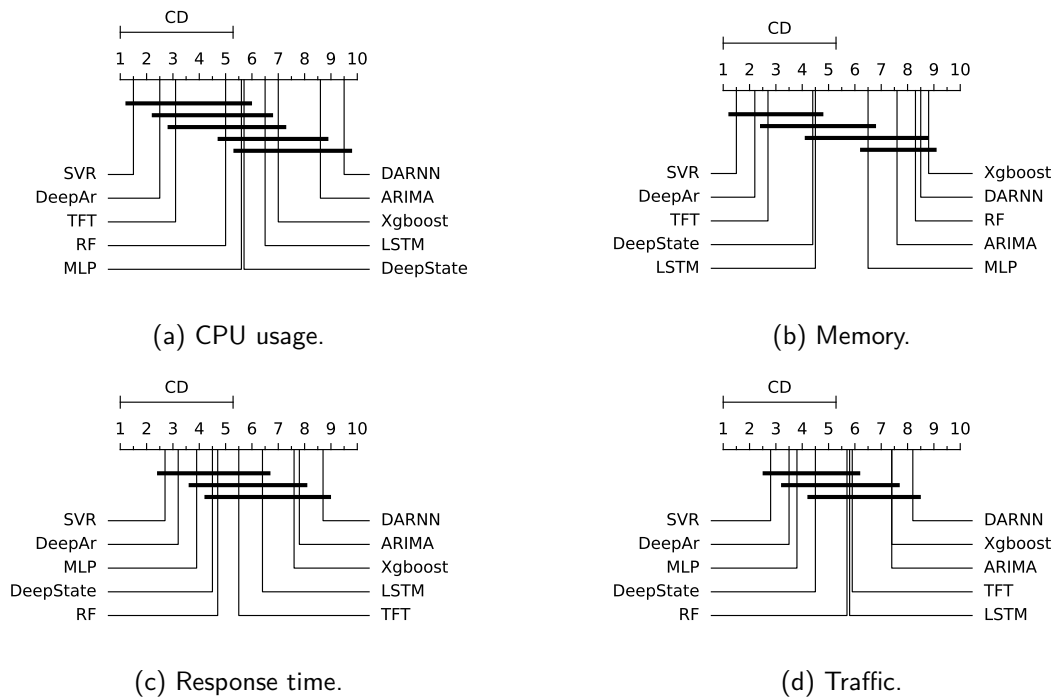 CD
1 2 3 4 5 6 7 8 9 10
SVR DARNN
DeepAr ARIMA
TFT Xgboost
RF LSTM
MLP DeepState
(a) CPU usage.
CD
1 2 3 4 5 6 7 8 9 10
SVR Xgboost
DeepAr DARNN
TFT RF
DeepState ARIMA
LSTM MLP
(b) Memory.
CD
1 2 3 4 5 6 7 8 9 10
SVR DARNN
DeepAr ARIMA
MLP Xgboost
DeepState LSTM
RF TFT
(c) Response time.
CD
1 2 3 4 5 6 7 8 9 10
SVR DARNN
DeepAr Xgboost
MLP ARIMA
DeepState TFT
RF LSTM
(d) Traffic.